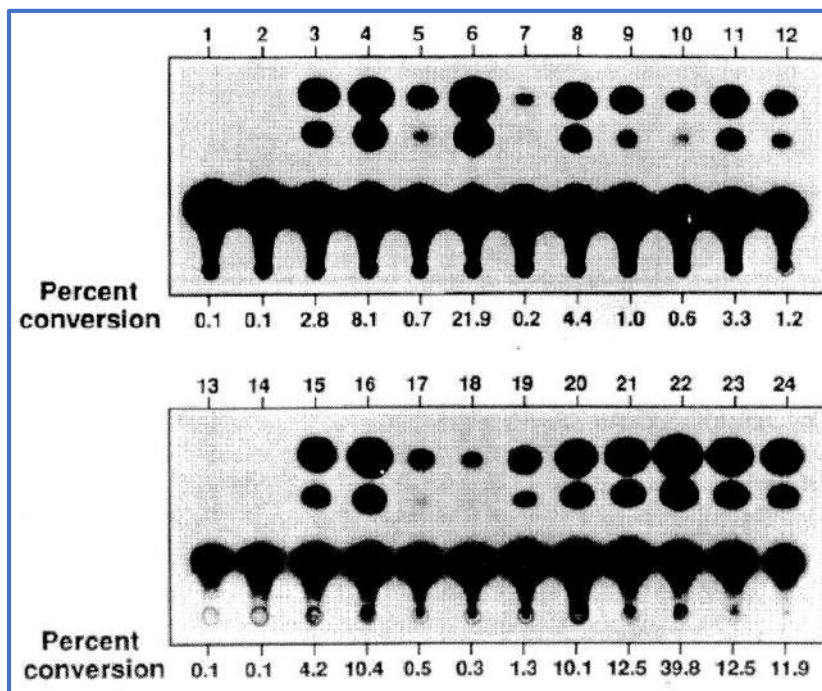 1 2 3 4 5 6 7 8 9 10 11 12
Percent
conversion 0.1 0.1 2.8 8.1 0.7 21.9 0.2 4.4 1.0 0.6 3.3 1.2
13 14 15 16 17 18 19 20 21 22 23 24
Percent
conversion 0.1 0.1 4.2 10.4 0.5 0.3 1.3 10.1 12.5 39.8 12.5 11.9